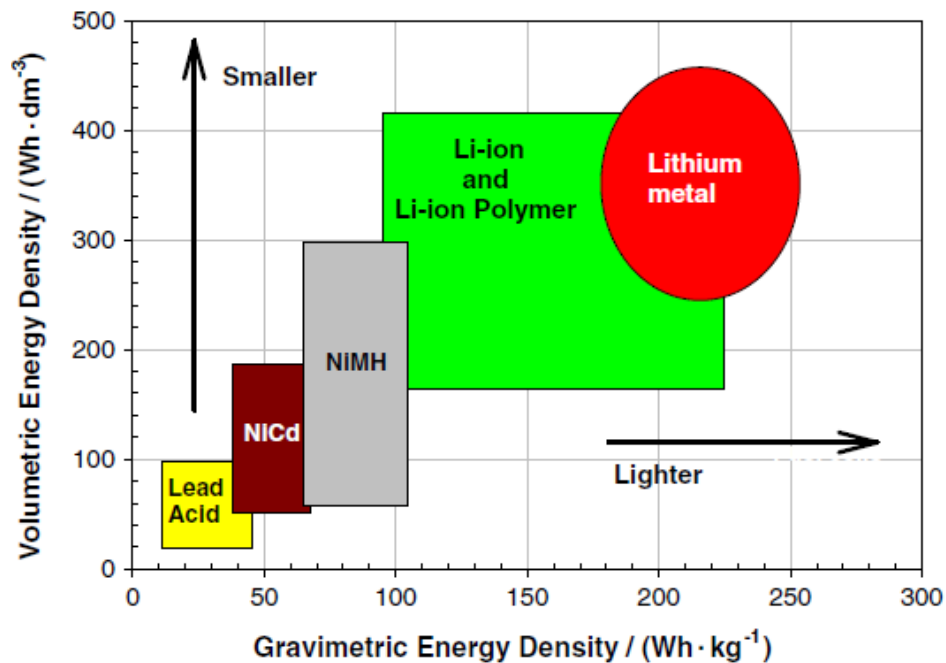 500
400
300
200
100
0
Volumetric Energy Density / (Wh·dm⁻³)
Smaller
Li-ion
and
Li-ion Polymer
Lithium
metal
NiMH
NiCd
Lead
Acid
Lighter
0 50 100 150 200 250 300
Gravimetric Energy Density / (Wh·kg⁻¹)